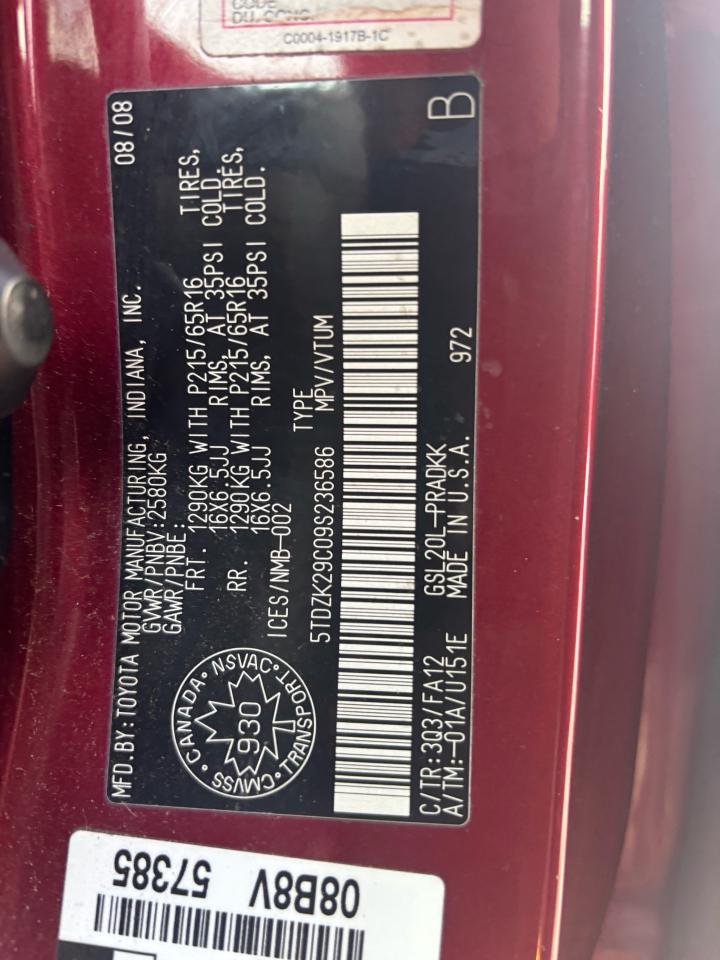 CODE
DU. CONC.
C0004-1917B-1C
MFD.BY:TOYOTA MOTOR MANUFACTURING, INDIANA, INC. 08/08
GVWR/PNBV:2580KG
GAWR/PNBE:
FRT. 1290KG WITH P215/65R16 TIRES,
16X6.5JJ RIMS, AT 35PSI COLD.
RR. 1290KG WITH P215/65R16 TIRES,
16X6.5JJ RIMS, AT 35PSI COLD.
ICES/NMB-002
CANADA·NSVAC·TRANSPORT·CMVSS·
930
TYPE
5TDZK29C09S236586 MPV/VTUM
B
C/TR:3Q3/FA12 GSL20L-PRADKK
A/TM:-01A/U151E MADE IN U.S.A. 972
08B8V 57385